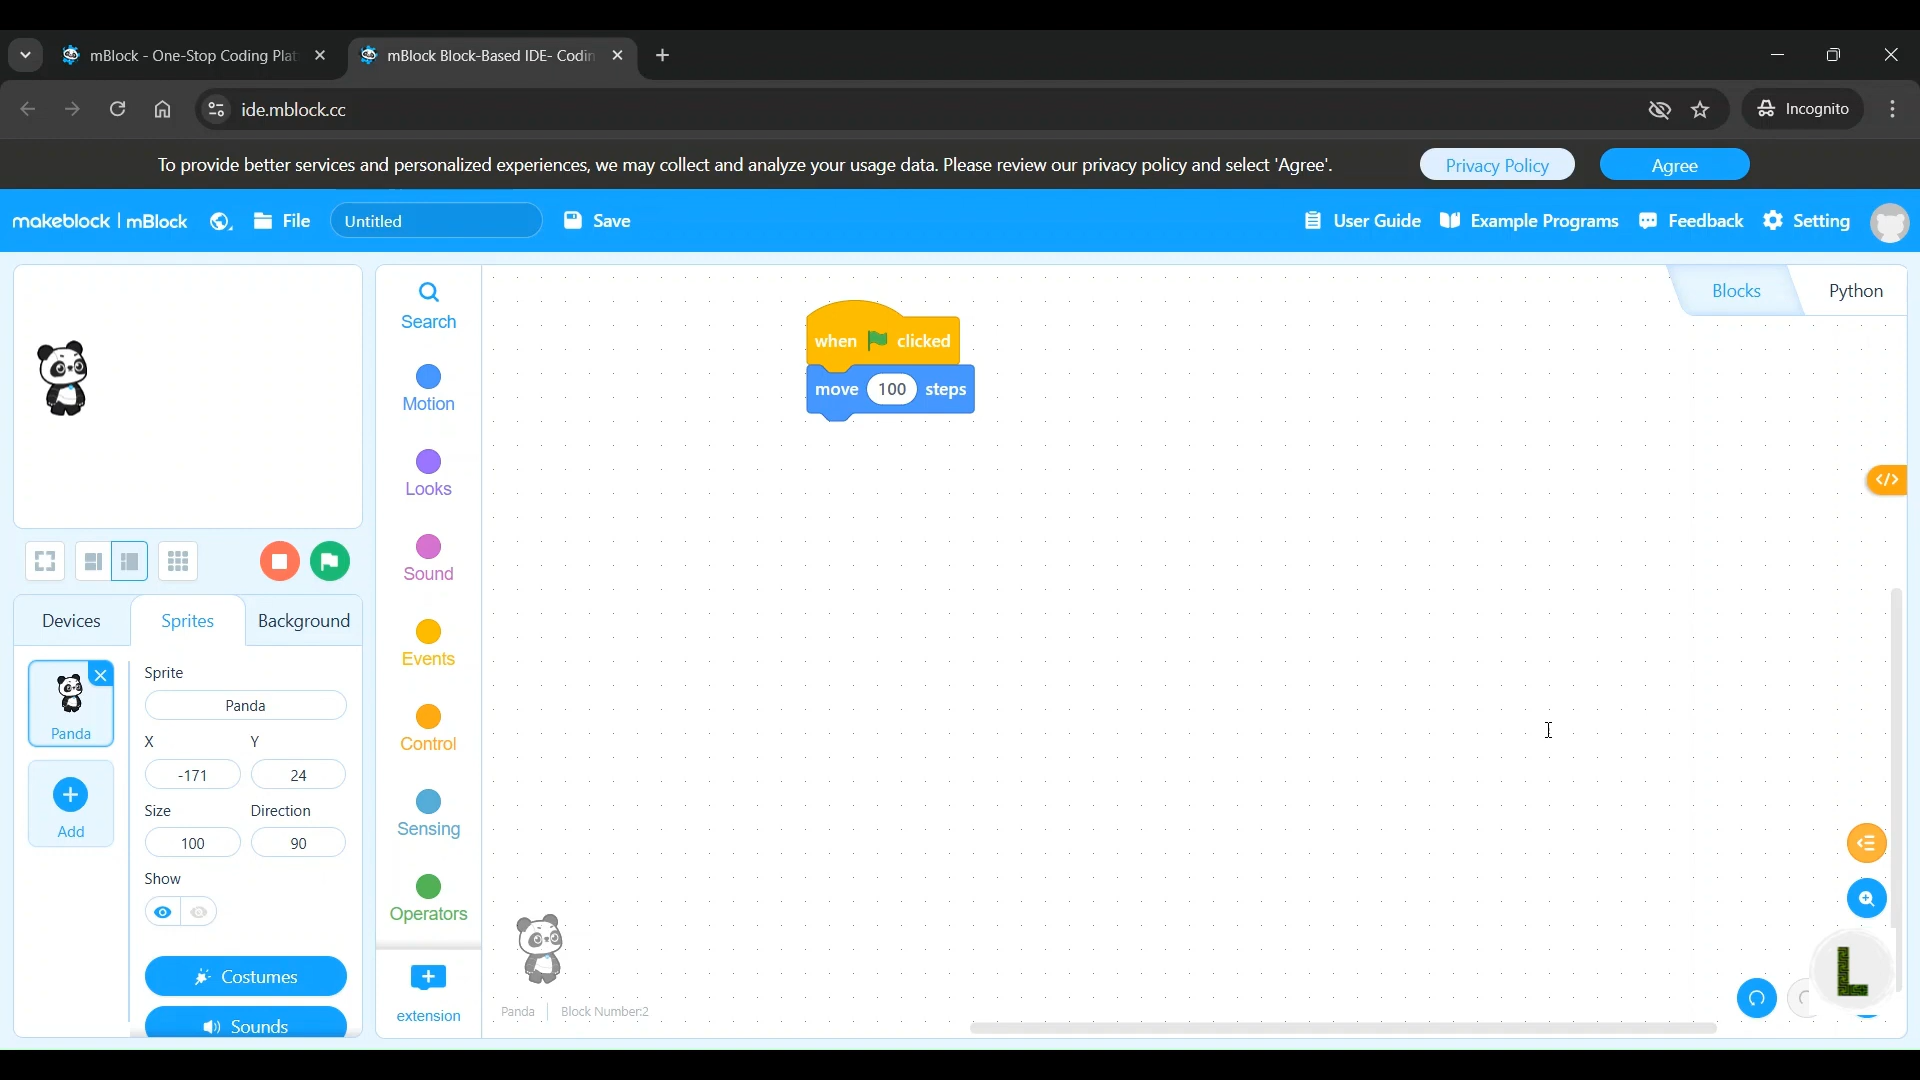 mBlock - One-Stop Coding Plat
mBlock Block-Based IDE- Codin
ide.mblock.cc
Incognito
To provide better services and personalized experiences, we may collect and analyze your usage data. Please review our privacy policy and select 'Agree'.
Privacy Policy
Agree
makeblock | mBlock
File
Untitled
Save
User Guide
Example Programs
Feedback
Setting
Search
Motion
Looks
Sound
Events
Control
Sensing
Operators
extension
when clicked
move 100 steps
Blocks
Python
</>
Devices
Sprites
Background
Panda
Add
Sprite
Panda
X
Y
-171
24
Size
Direction
100
90
Show
Costumes
Sounds
Panda
Block Number:2
L